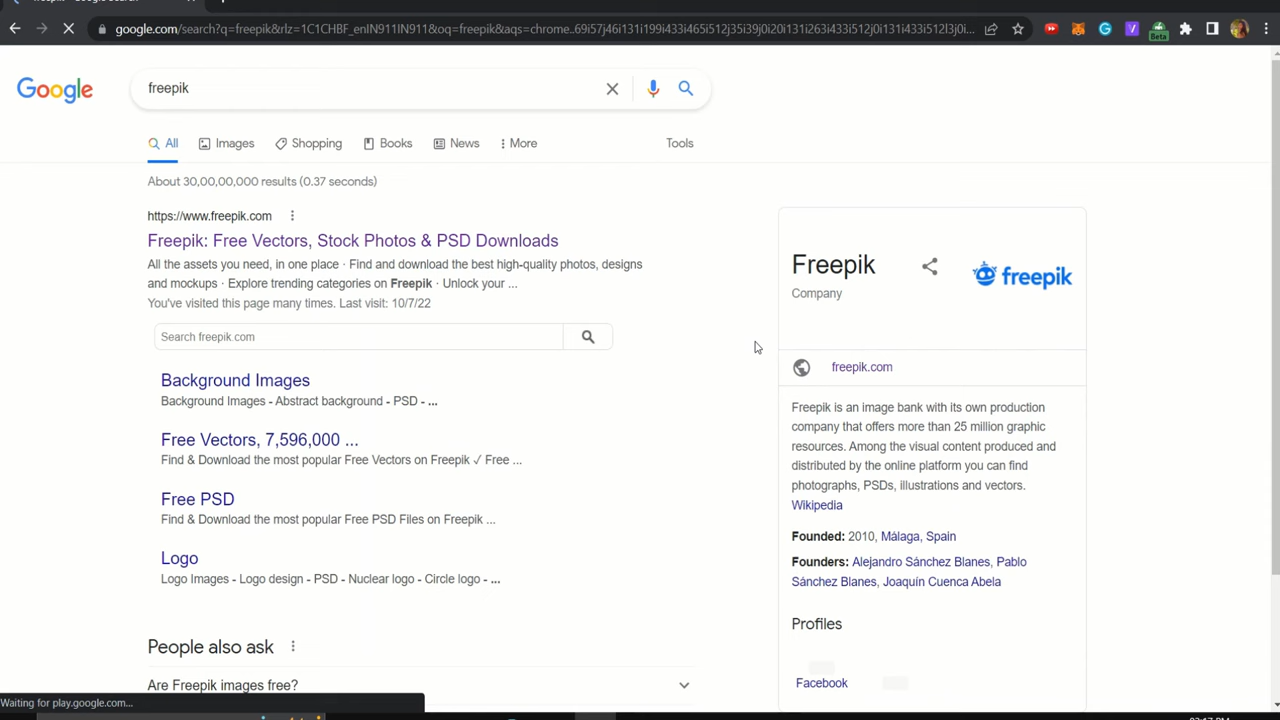 google.com/search?q=freepik&rlz=1C1CHBF_enIN911IN911&oq=freepik&aqs=chrome..69i57j46i131i199i433i465i512j35i39j0i20i131i263i433i512j0i131i433i512l3j0i...
Beta
Google
freepik
All Images Shopping Books News More Tools
About 30,00,00,000 results (0.37 seconds)
https://www.freepik.com
Freepik: Free Vectors, Stock Photos & PSD Downloads
All the assets you need, in one place · Find and download the best high-quality photos, designs
and mockups · Explore trending categories on Freepik · Unlock your ...
You've visited this page many times. Last visit: 10/7/22
Search freepik.com
Background Images
Background Images - Abstract background - PSD - ...
Free Vectors, 7,596,000 ...
Find & Download the most popular Free Vectors on Freepik ✓ Free ...
Free PSD
Find & Download the most popular Free PSD Files on Freepik ...
Logo
Logo Images - Logo design - PSD - Nuclear logo - Circle logo - ...
People also ask
Are Freepik images free?
Freepik
Company
freepik
freepik.com
Freepik is an image bank with its own production
company that offers more than 25 million graphic
resources. Among the visual content produced and
distributed by the online platform you can find
photographs, PSDs, illustrations and vectors.
Wikipedia
Founded: 2010, Málaga, Spain
Founders: Alejandro Sánchez Blanes, Pablo
Sánchez Blanes, Joaquín Cuenca Abela
Profiles
Facebook
Waiting for play.google.com...